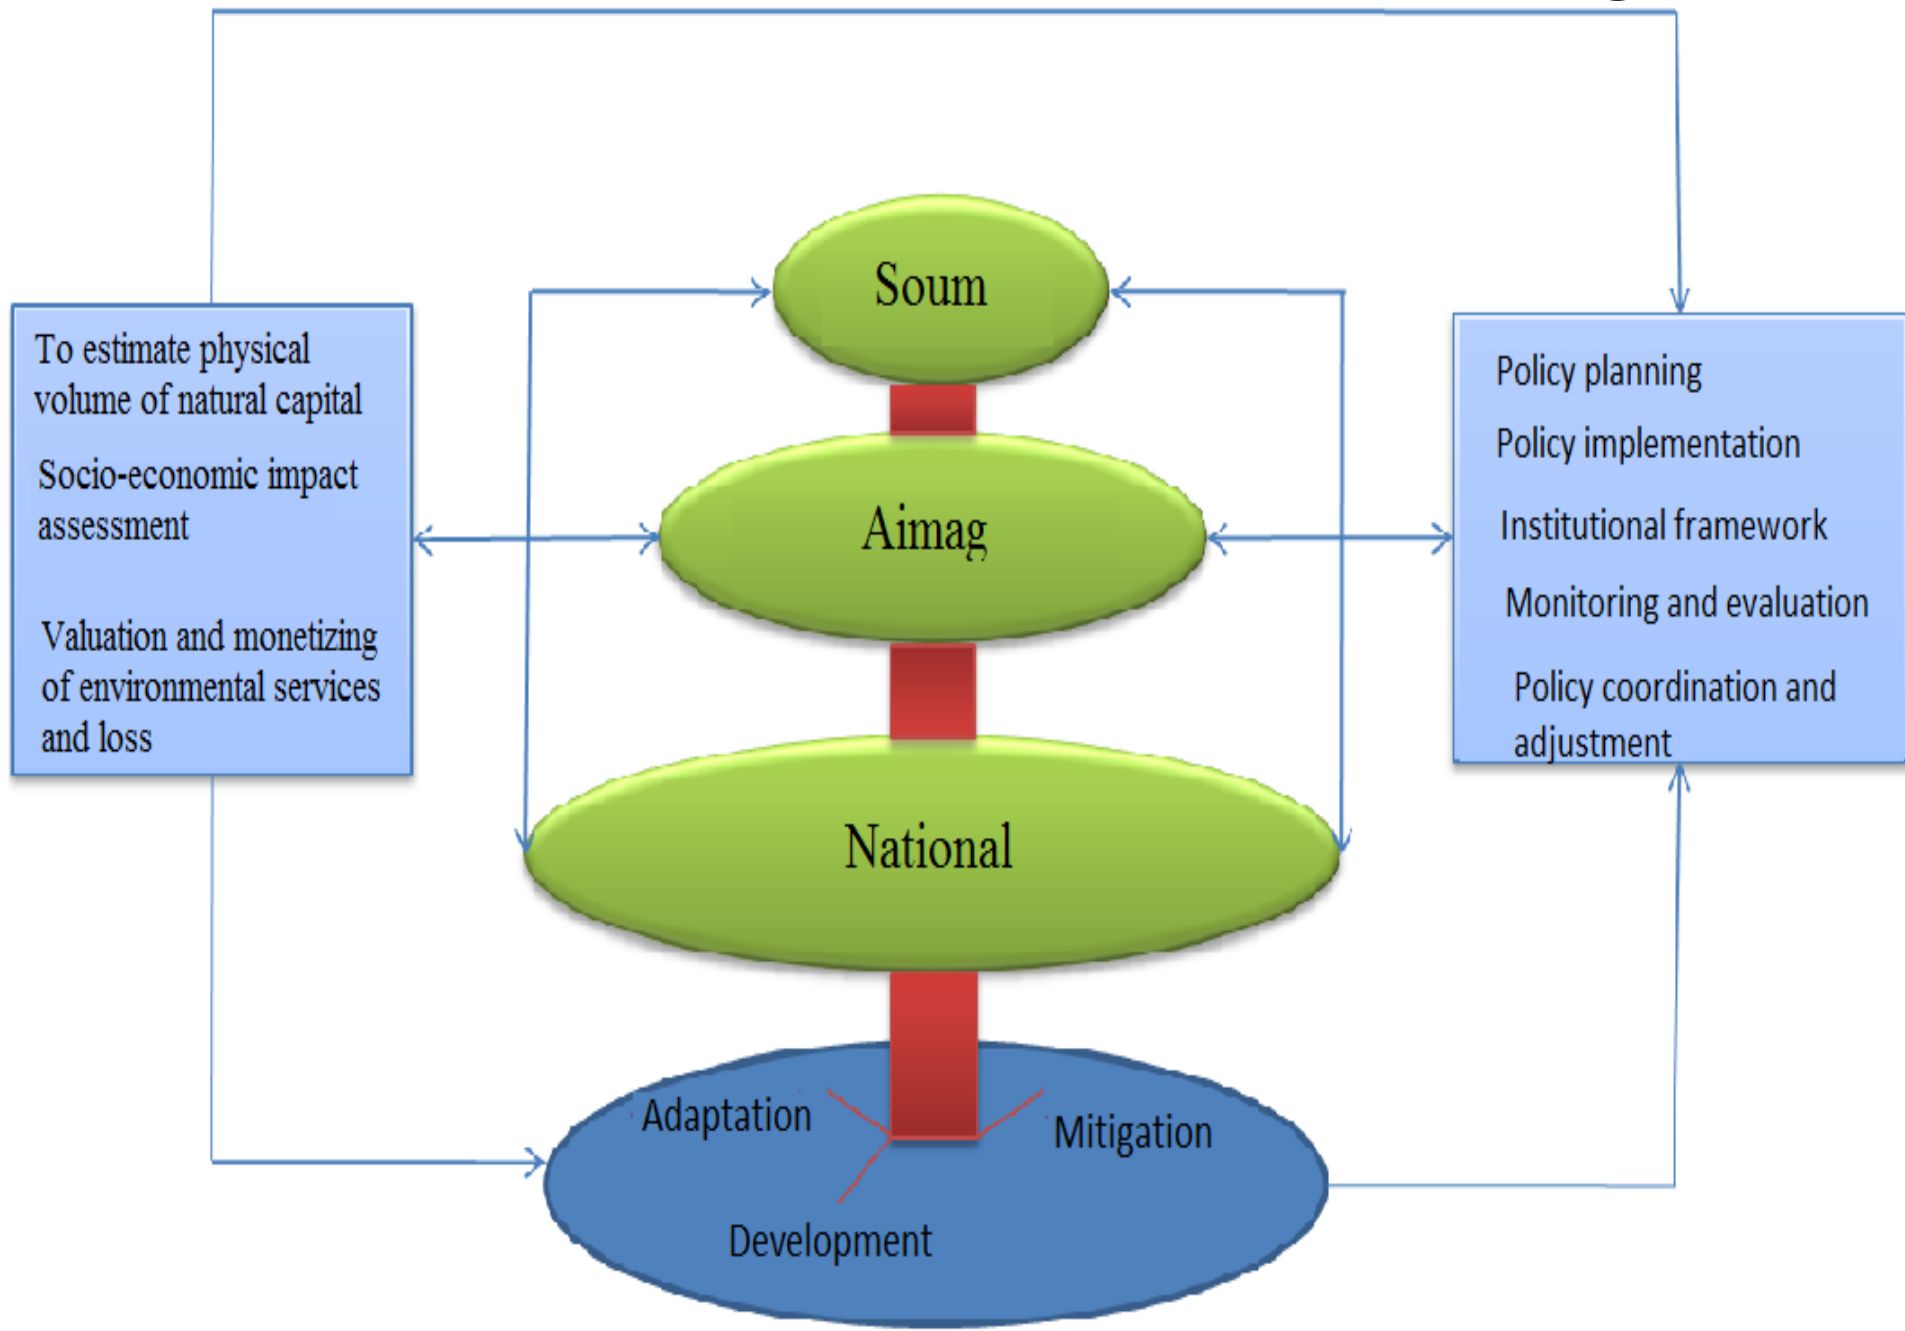 Soum
To estimate physical
volume of natural capital
Socio-economic impact
assessment
Valuation and monetizing
of environmental services
and loss
Aimag
National
Policy planning
Policy implementation
Institutional framework
Monitoring and evaluation
Policy coordination and
adjustment
Adaptation
Mitigation
Development